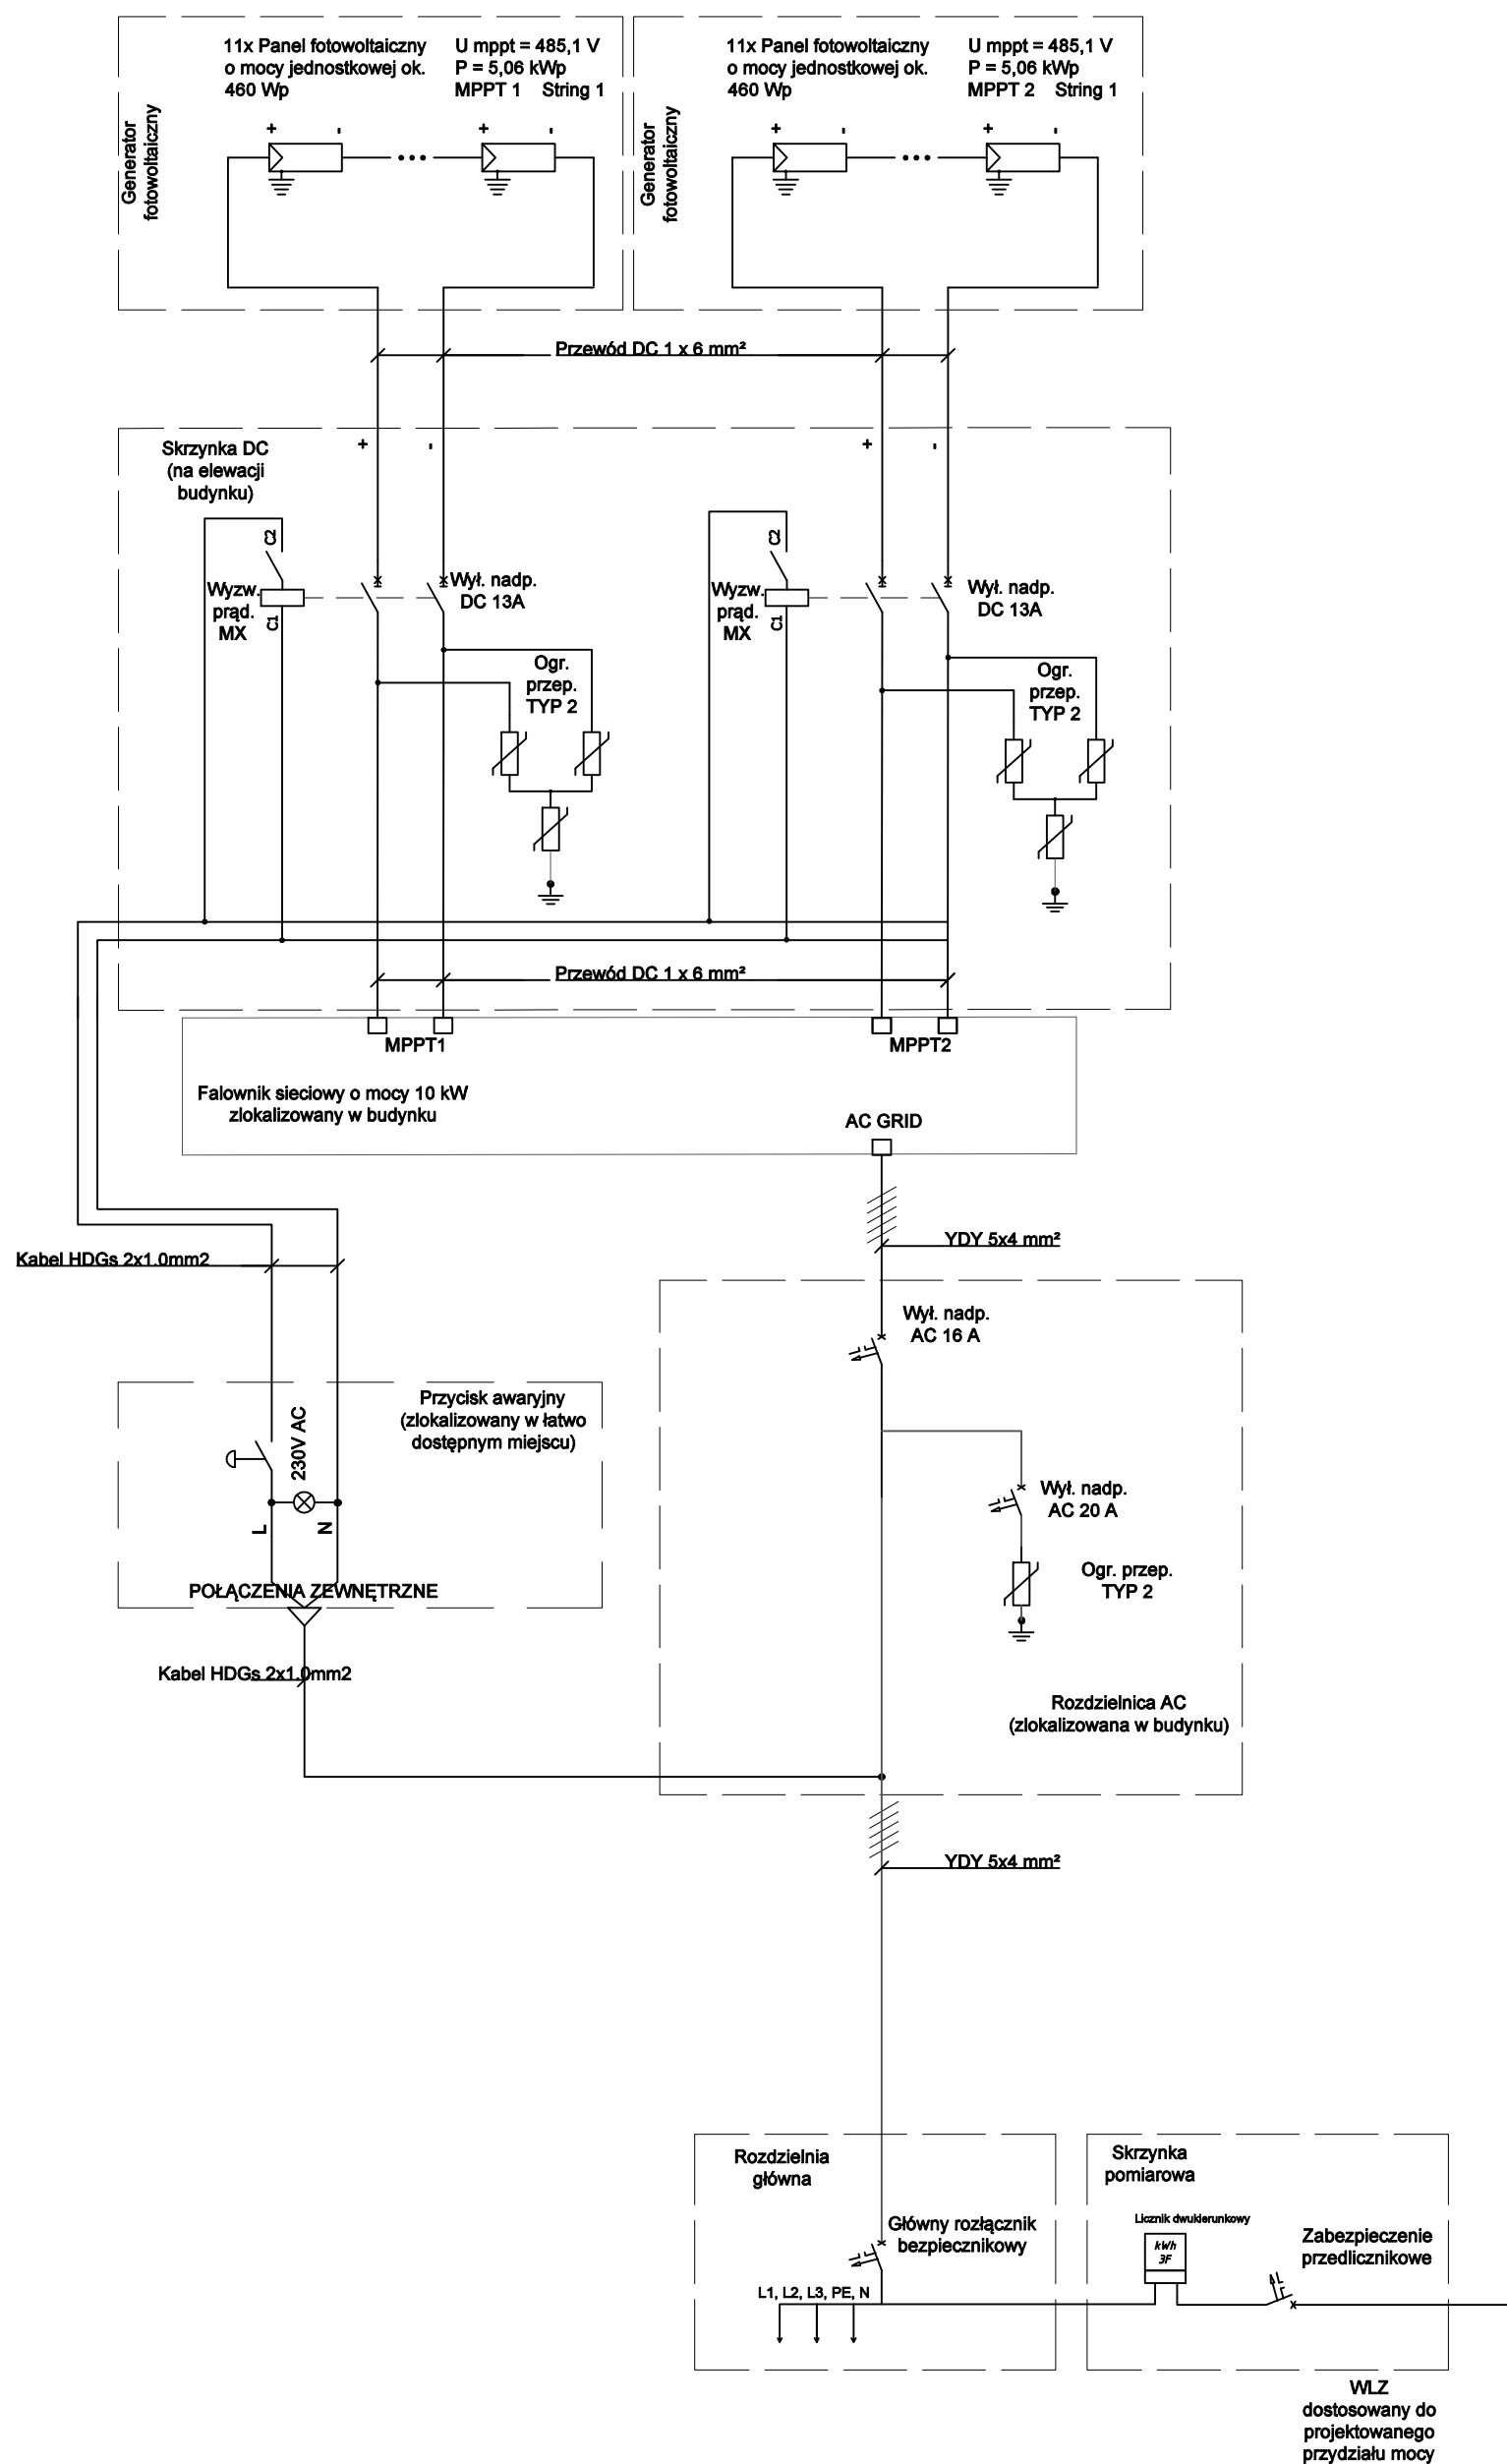 11x Panel fotowoltaiczny
o mocy jednostkowej ok.
460 Wp
U mppt = 485,1 V
P = 5,06 kWp
MPPT 1 String 1
+ - + -
Generator
fotowoltaiczny
11x Panel fotowoltaiczny
o mocy jednostkowej ok.
460 Wp
U mppt = 485,1 V
P = 5,06 kWp
MPPT 2 String 1
+ - + -
Generator
fotowoltaiczny
Przewód DC 1 x 6 mm²
Skrzynka DC
(na elewacji
budynku)
+ -
+ -
C2
Wyzw.
prąd.
MX
C1
Wył. nadp.
DC 13A
Ogr.
przep.
TYP 2
C2
Wyzw.
prąd.
MX
C1
Wył. nadp.
DC 13A
Ogr.
przep.
TYP 2
Przewód DC 1 x 6 mm²
MPPT1
MPPT2
Falownik sieciowy o mocy 10 kW
zlokalizowany w budynku
AC GRID
YDY 5x4 mm²
Kabel HDGs 2x1.0mm2
Wył. nadp.
AC 16 A
Przycisk awaryjny
(zlokalizowany w łatwo
dostępnym miejscu)
230V AC
L
N
POŁĄCZENIA ZEWNĘTRZNE
Kabel HDGs 2x1.0mm2
Wył. nadp.
AC 20 A
Ogr. przep.
TYP 2
Rozdzielnica AC
(zlokalizowana w budynku)
YDY 5x4 mm²
Rozdzielnia
główna
Główny rozłącznik
bezpiecznikowy
L1, L2, L3, PE, N
Skrzynka
pomiarowa
Licznik dwukierunkowy
kWh
3F
Zabezpieczenie
przedlicznikowe
WLZ
dostosowany do
projektowanego
przydziału mocy